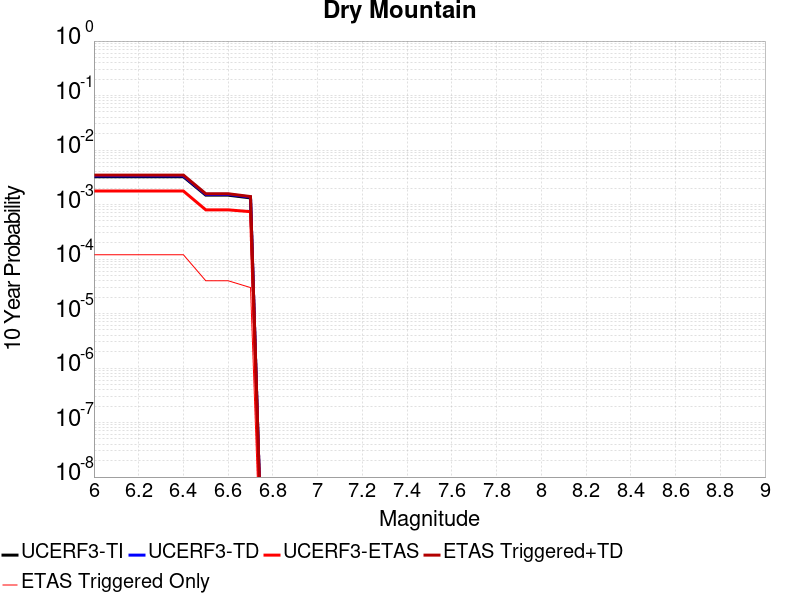 Dry Mountain
10^0
10^-1
10^-2
10^-3
10^-4
10^-5
10^-6
10^-7
10^-8
10 Year Probability
6 6.2 6.4 6.6 6.8 7 7.2 7.4 7.6 7.8 8 8.2 8.4 8.6 8.8 9
Magnitude
UCERF3-TI UCERF3-TD UCERF3-ETAS ETAS Triggered+TD
ETAS Triggered Only